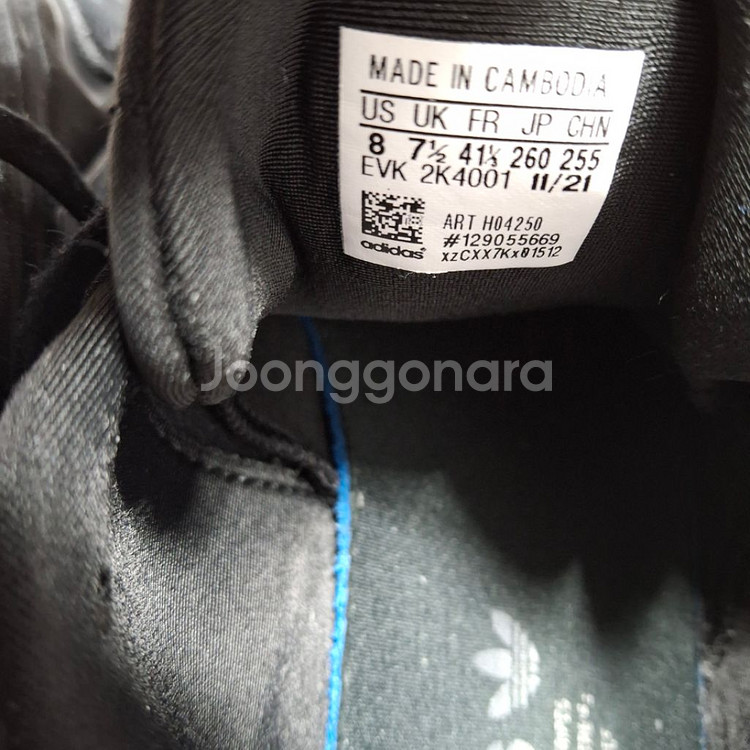 MADE IN CAMBODIA
US UK FR JP CHN
8 7½ 41⅓ 260 255
EVK 2K4001 11/21
ART H04250
#129055669
adidas® xzCXX7Kx01512
Joonggonara